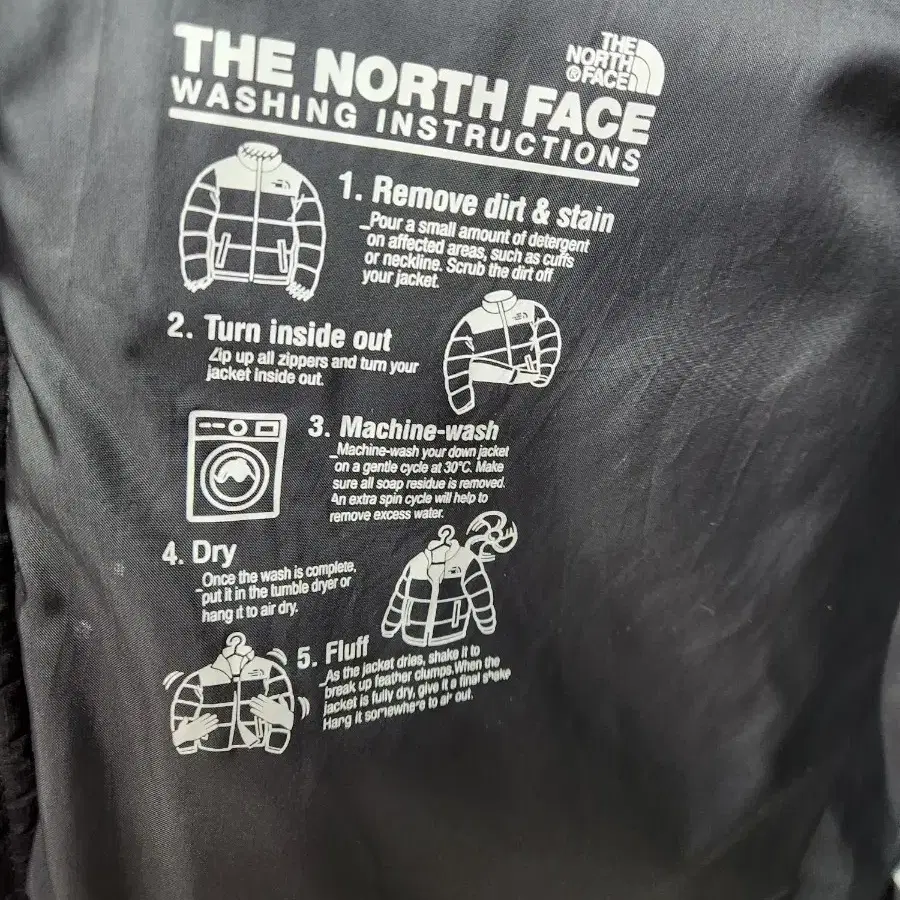 THE NORTH FACE
WASHING INSTRUCTIONS
THE
NORTH
®FACE
1. Remove dirt & stain
_Pour a small amount of detergent
on affected areas, such as cuffs
or neckline. Scrub the dirt off
your jacket.
2. Turn inside out
Zip up all zippers and turn your
jacket inside out.
3. Machine-wash
_Machine-wash your down jacket
on a gentle cycle at 30°C. Make
sure all soap residue is removed.
An extra spin cycle will help to
remove excess water.
4. Dry
_Once the wash is complete,
put it in the tumble dryer or
hang it to air dry.
5. Fluff
_As the jacket dries, shake it to
break up feather clumps.When the
jacket is fully dry, give it a final shake
Hang it somewhere to air out.